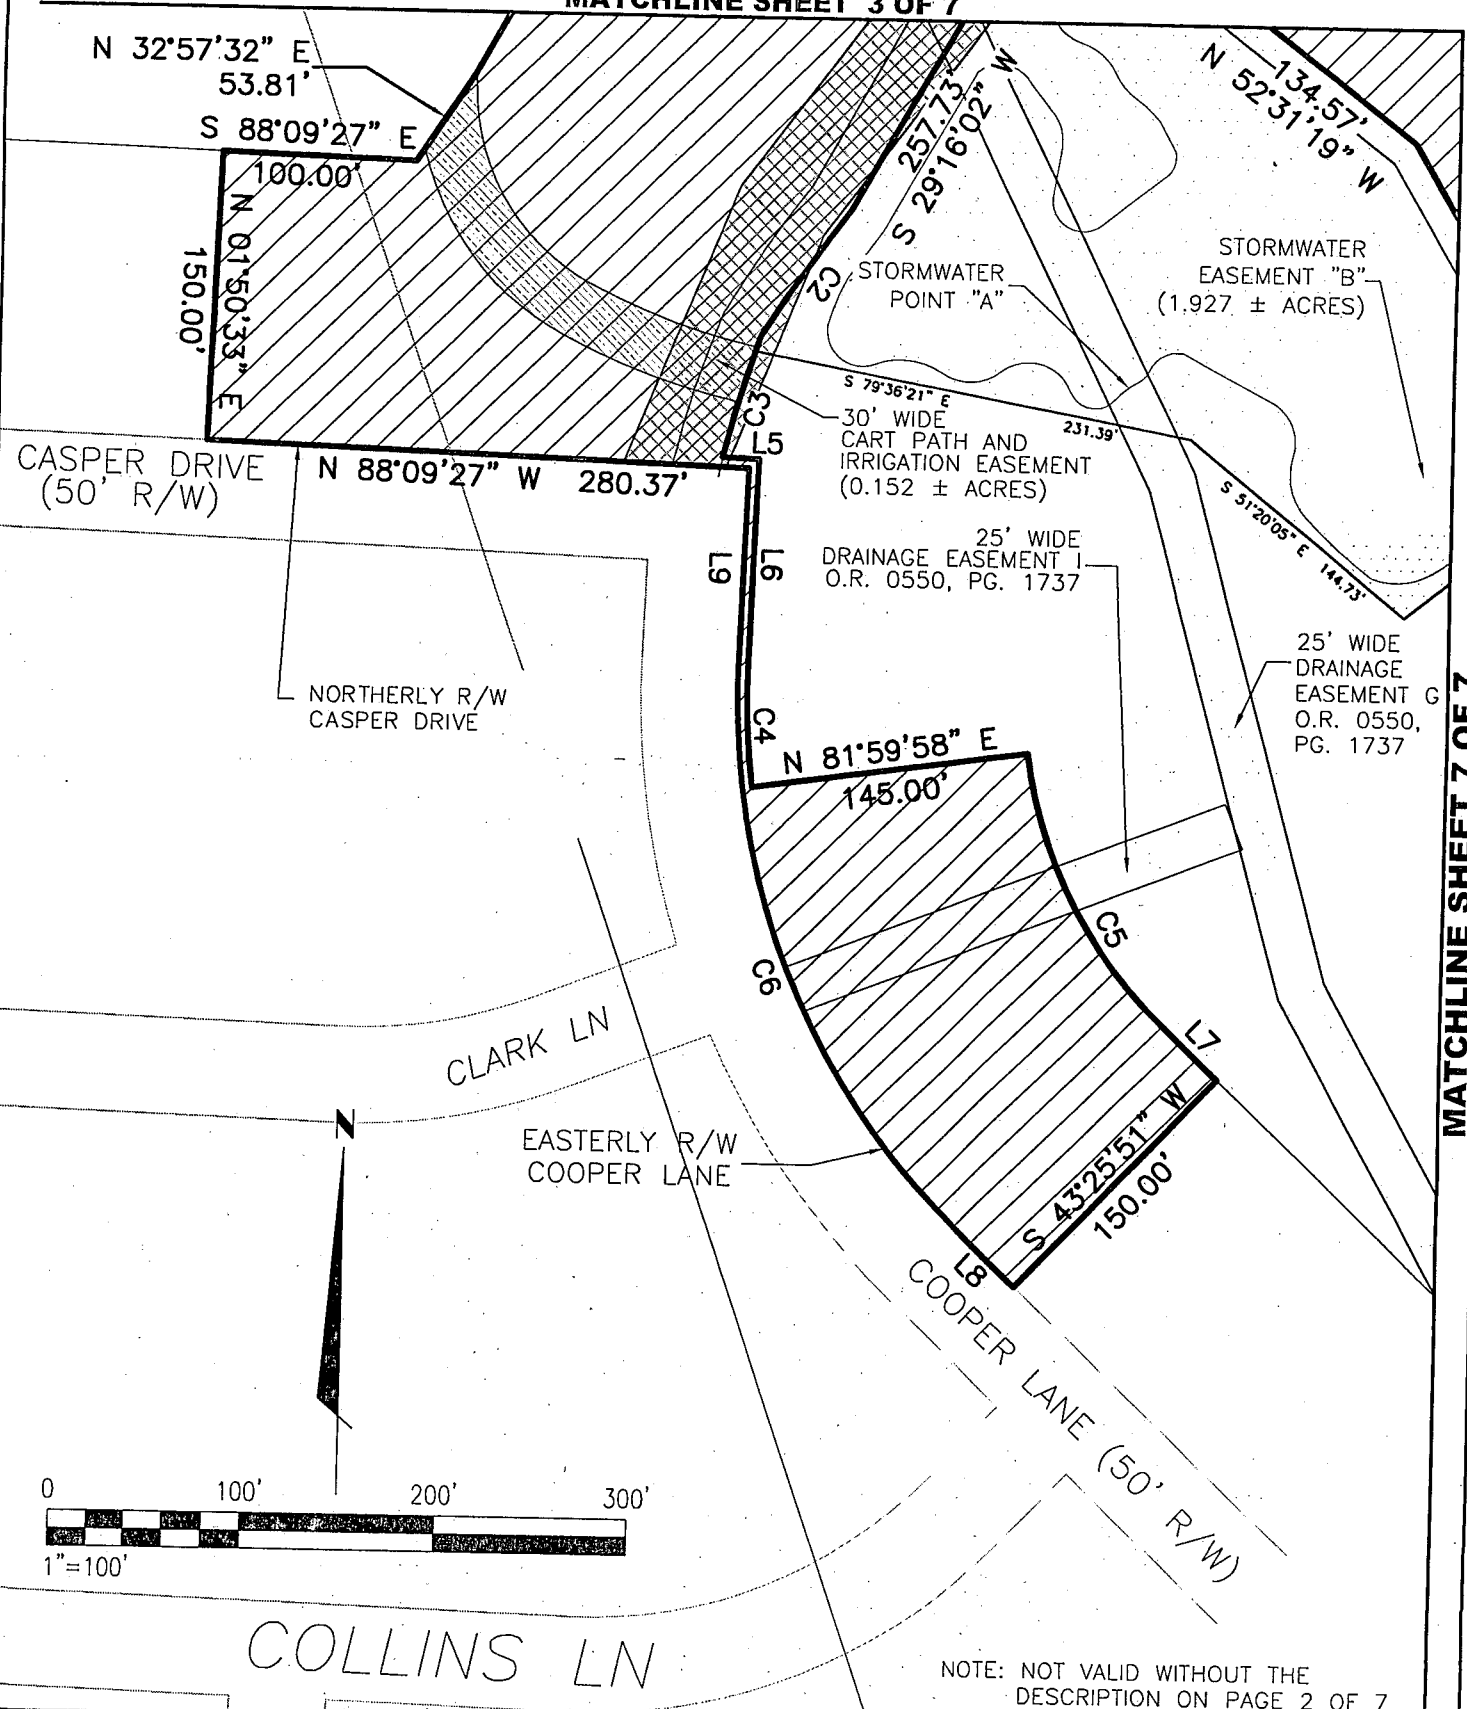 MATCHLINE SHEET 3 OF 7
N 32°57'32" E
53.81'
S 88°09'27" E
100.00'
N 01°50'33" E
150.00'
257.73'
S 29°16'02" W
134.57'
N 52°31'19" W
C2
STORMWATER
POINT "A"
STORMWATER
EASEMENT "B"
(1.927 ± ACRES)
S 79°36'21" E
231.39'
C3
L5
30' WIDE
CART PATH AND
IRRIGATION EASEMENT
(0.152 ± ACRES)
CASPER DRIVE
(50' R/W)
N 88°09'27" W 280.37'
S 51°20'05" E
144.73'
25' WIDE
DRAINAGE EASEMENT I
O.R. 0550, PG. 1737
L9
L6
25' WIDE
DRAINAGE
EASEMENT G
O.R. 0550,
PG. 1737
NORTHERLY R/W
CASPER DRIVE
C4
N 81°59'58" E
145.00'
MATCHLINE SHEET 7 OF 7
C5
C6
L7
CLARK LN
EASTERLY R/W
COOPER LANE
S 43°25'51" W
150.00'
L8
COOPER LANE (50' R/W)
N
0 100' 200' 300'
1"=100'
COLLINS LN
NOTE: NOT VALID WITHOUT THE
DESCRIPTION ON PAGE 2 OF 7